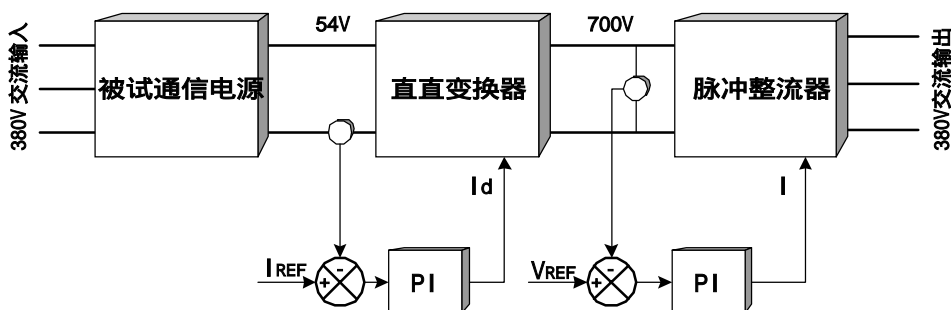 380V 交流输入
被试通信电源
54V
直直变换器
700V
脉冲整流器
380V交流输出
Id
I
IREF
+
-
PI
VREF
+
-
PI